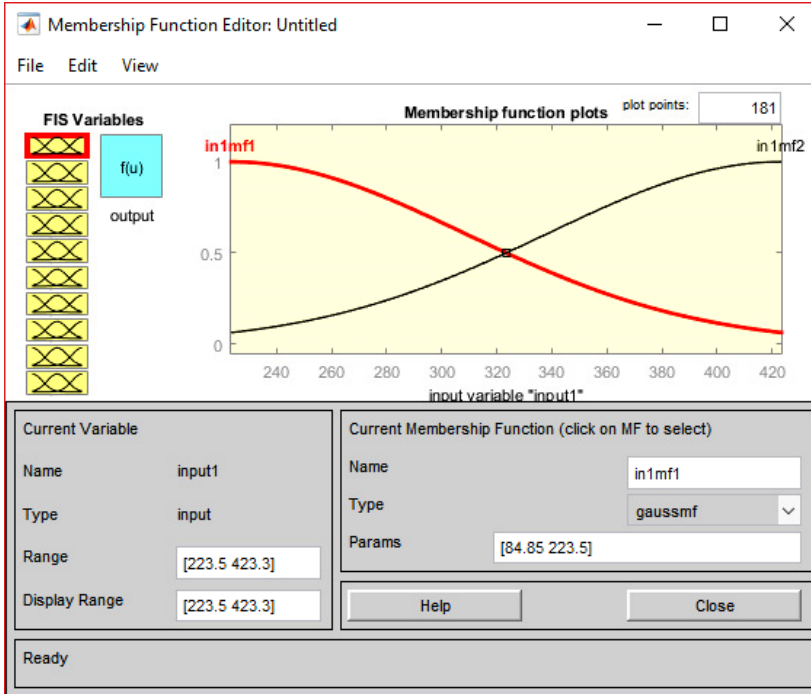 Membership Function Editor: Untitled
File Edit View
FIS Variables
f(u)
output
Membership function plots
plot points: 181
in1mf1
in1mf2
1
0.5
0
240 260 280 300 320 340 360 380 400 420
input variable "input1"
Current Variable
Name input1
Type input
Range [223.5 423.3]
Display Range [223.5 423.3]
Current Membership Function (click on MF to select)
Name in1mf1
Type gaussmf
Params [84.85 223.5]
Help Close
Ready